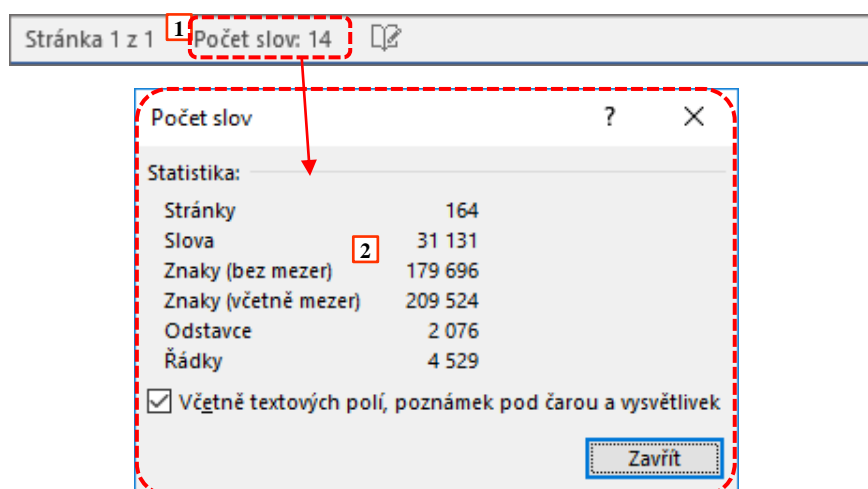 Stránka 1 z 1 1 Počet slov: 14
Počet slov ?
Statistika:
Stránky 164
Slova 31 131
2
Znaky (bez mezer) 179 696
Znaky (včetně mezer) 209 524
Odstavce 2 076
Řádky 4 529
Včetně textových polí, poznámek pod čarou a vysvětlivek
Zavřít